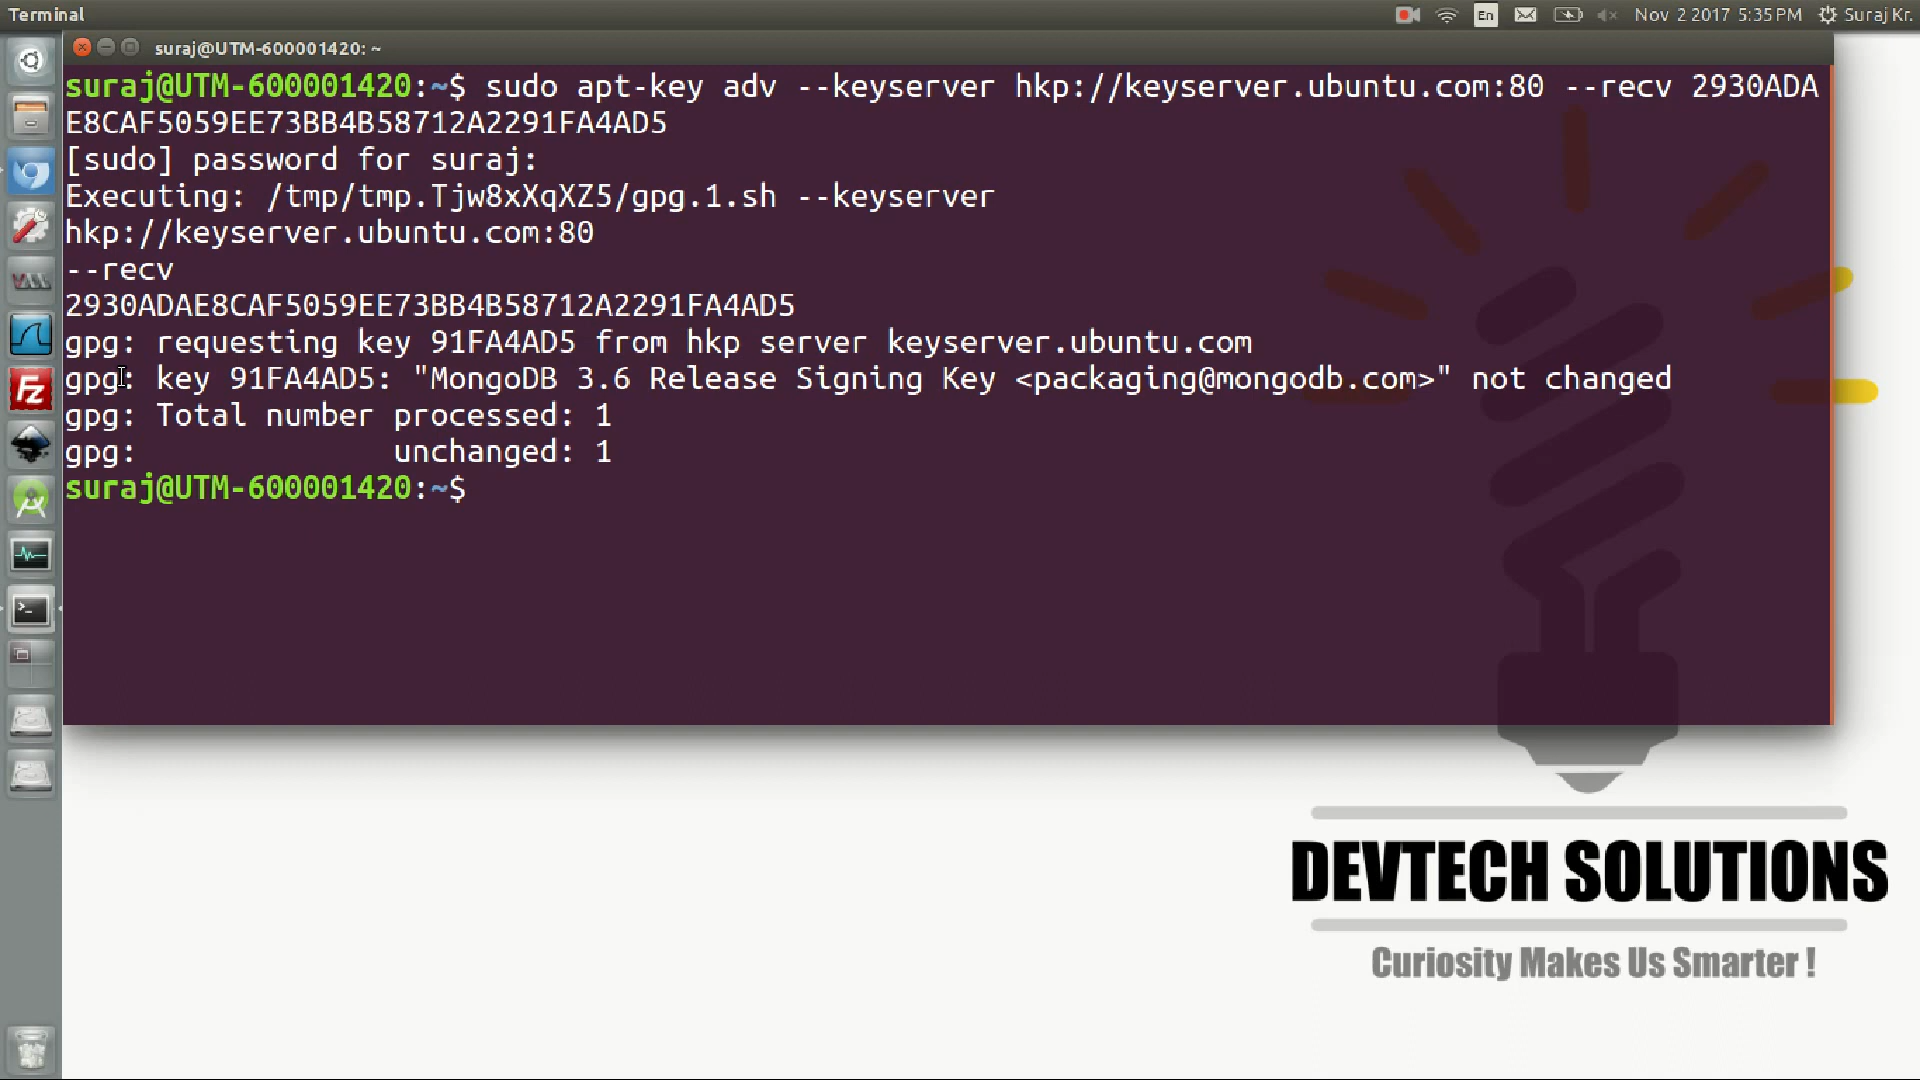 Terminal
En
Nov 2 2017 5:35 PM
Suraj Kr.
suraj@UTM-600001420: ~
suraj@UTM-600001420:~$ sudo apt-key adv --keyserver hkp://keyserver.ubuntu.com:80 --recv 2930ADA
E8CAF5059EE73BB4B58712A2291FA4AD5
[sudo] password for suraj:
Executing: /tmp/tmp.Tjw8xXqXZ5/gpg.1.sh --keyserver
hkp://keyserver.ubuntu.com:80
--recv
2930ADAE8CAF5059EE73BB4B58712A2291FA4AD5
gpg: requesting key 91FA4AD5 from hkp server keyserver.ubuntu.com
gpg: key 91FA4AD5: "MongoDB 3.6 Release Signing Key <packaging@mongodb.com>" not changed
gpg: Total number processed: 1
gpg:              unchanged: 1
suraj@UTM-600001420:~$
Fz
DEVTECH SOLUTIONS
Curiosity Makes Us Smarter !